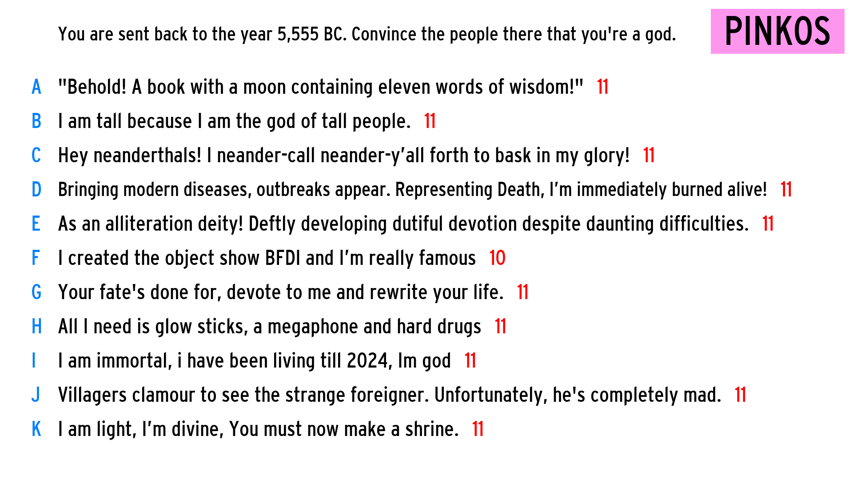 You are sent back to the year 5,555 BC. Convince the people there that you're a god. PINKOS
A "Behold! A book with a moon containing eleven words of wisdom!" 11
B I am tall because I am the god of tall people. 11
C Hey neanderthals! I neander-call neander-y’all forth to bask in my glory! 11
D Bringing modern diseases, outbreaks appear. Representing Death, I’m immediately burned alive! 11
E As an alliteration deity! Deftly developing dutiful devotion despite daunting difficulties. 11
F I created the object show BFDI and I’m really famous 10
G Your fate's done for, devote to me and rewrite your life. 11
H All I need is glow sticks, a megaphone and hard drugs 11
I I am immortal, i have been living till 2024, Im god 11
J Villagers clamour to see the strange foreigner. Unfortunately, he's completely mad. 11
K I am light, I’m divine, You must now make a shrine. 11